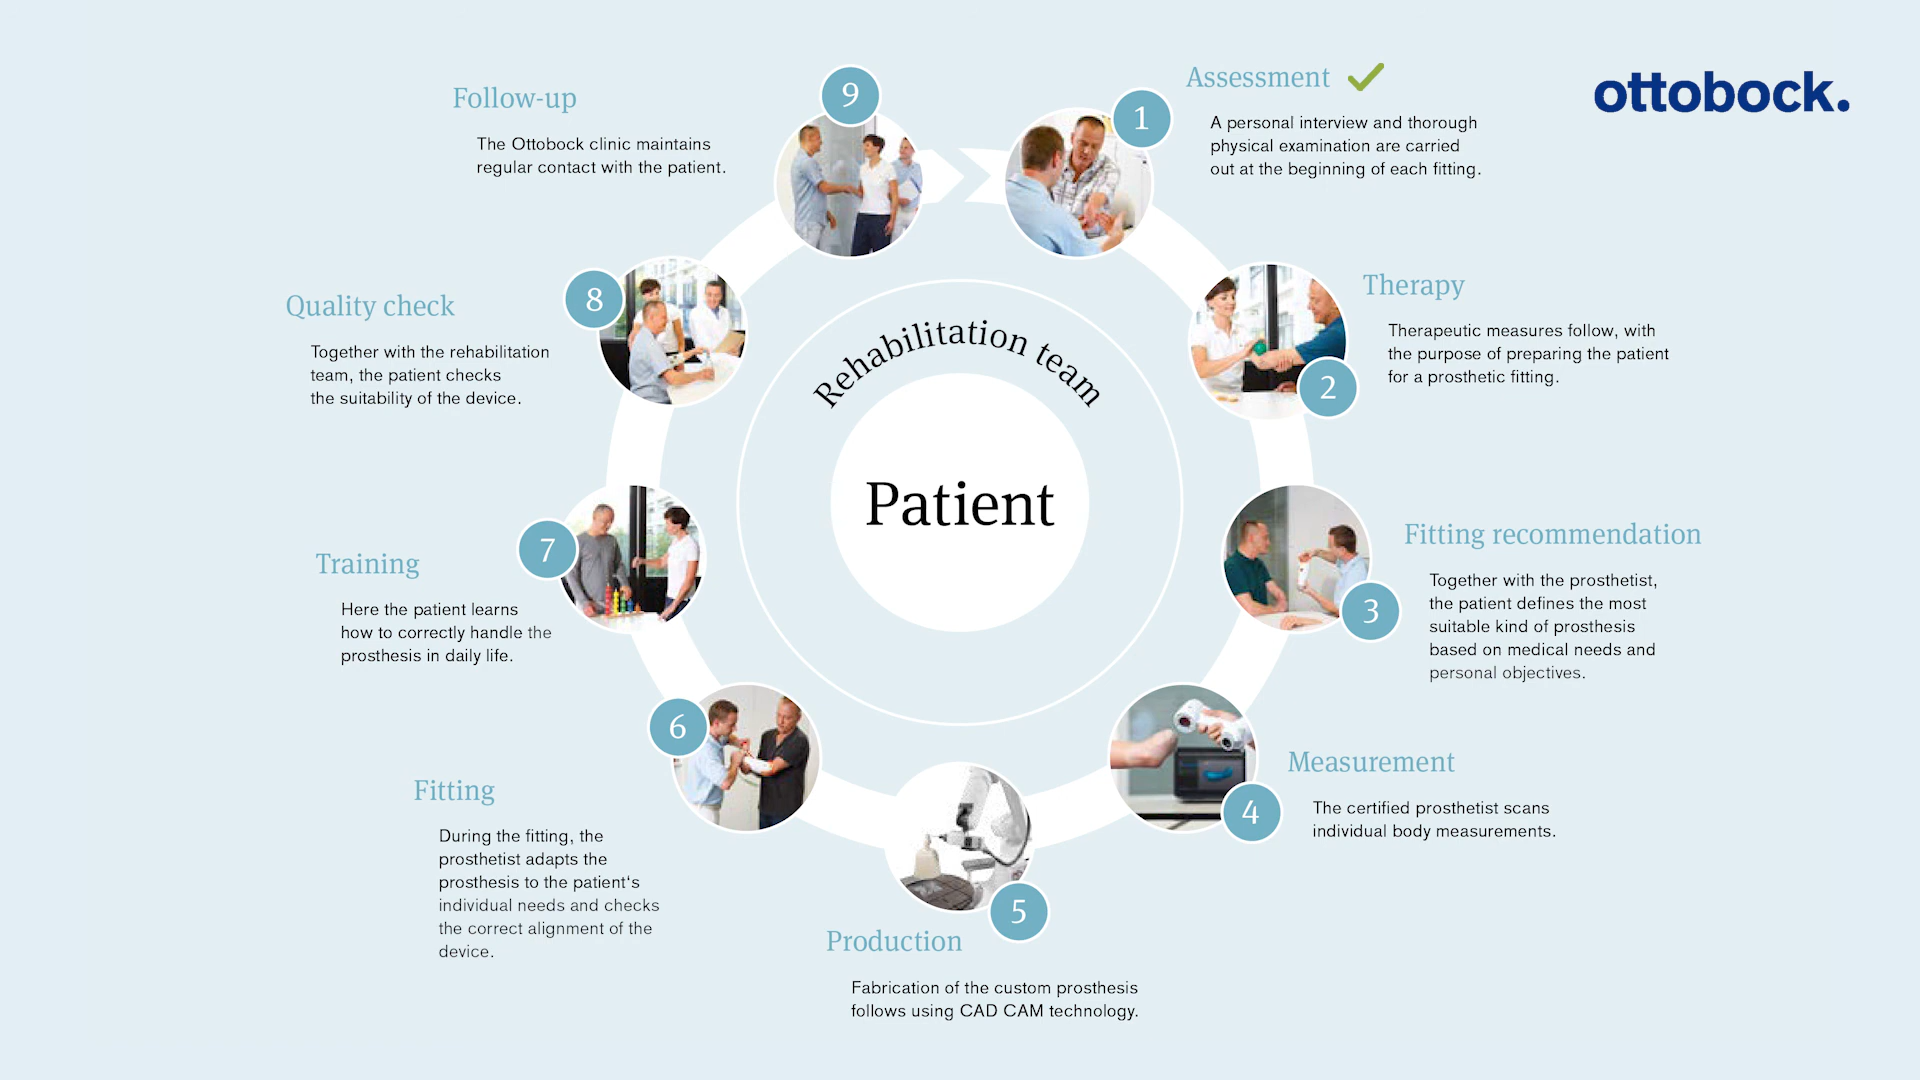 ottobock.
1
Assessment
A personal interview and thorough
physical examination are carried
out at the beginning of each fitting.
2
Therapy
Therapeutic measures follow, with
the purpose of preparing the patient
for a prosthetic fitting.
3
Fitting recommendation
Together with the prosthetist,
the patient defines the most
suitable kind of prosthesis
based on medical needs and
personal objectives.
4
Measurement
The certified prosthetist scans
individual body measurements.
5
Production
Fabrication of the custom prosthesis
follows using CAD CAM technology.
6
Fitting
During the fitting, the
prosthetist adapts the
prosthesis to the patient's
individual needs and checks
the correct alignment of the
device.
7
Training
Here the patient learns
how to correctly handle the
prosthesis in daily life.
8
Quality check
Together with the rehabilitation
team, the patient checks
the suitability of the device.
9
Follow-up
The Ottobock clinic maintains
regular contact with the patient.
Rehabilitation team
Patient